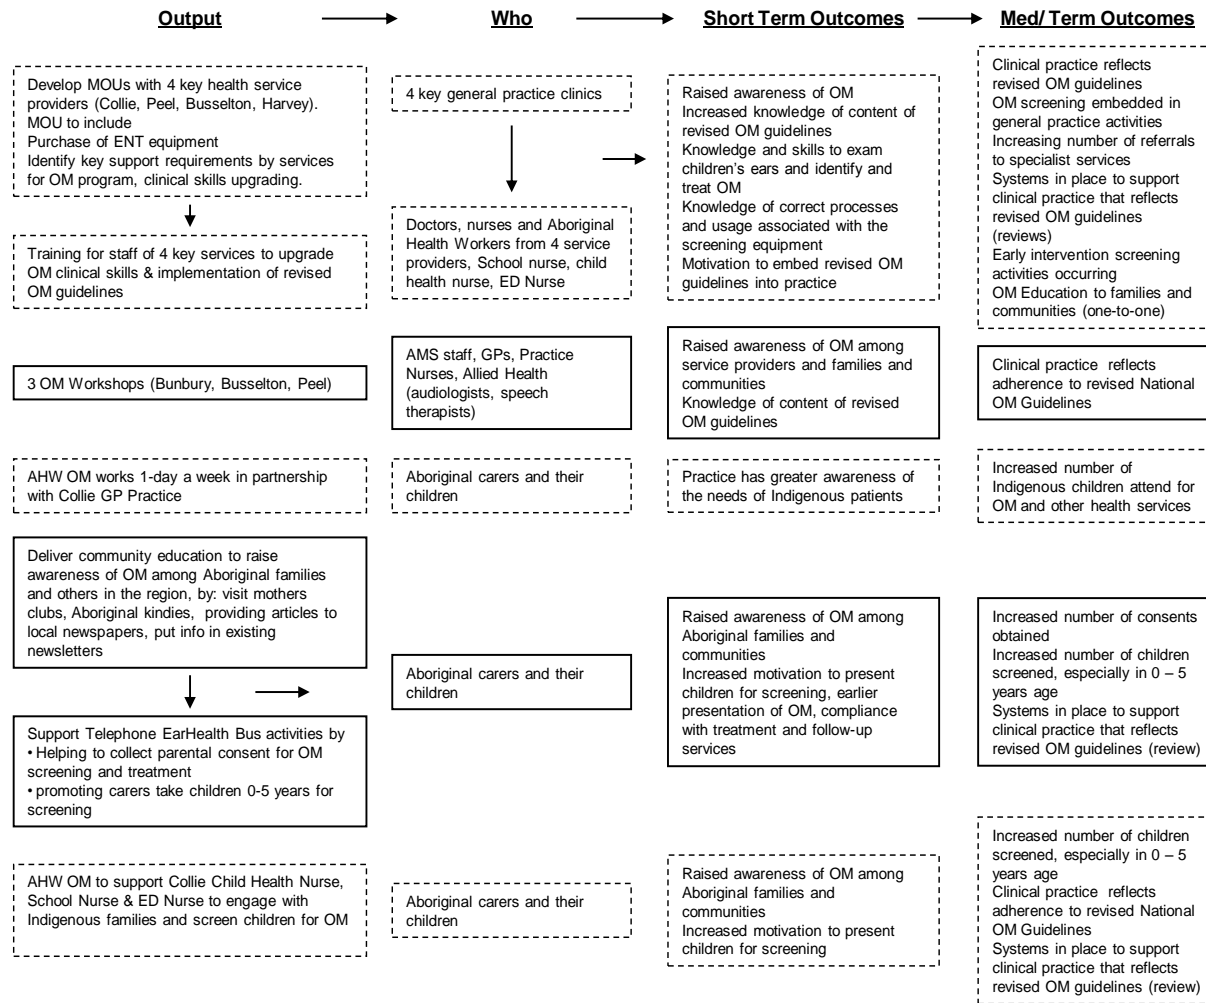 Output
Who
Short Term Outcomes
Med/ Term Outcomes
Develop MOUs with 4 key health service
providers (Collie, Peel, Busselton, Harvey).
MOU to include
Purchase of ENT equipment
Identify key support requirements by services
for OM program, clinical skills upgrading.
4 key general practice clinics
Raised awareness of OM
Increased knowledge of content of
revised OM guidelines
Knowledge and skills to exam
children's ears and identify and
treat OM
Knowledge of correct processes
and usage associated with the
screening equipment
Motivation to embed revised OM
guidelines into practice
Clinical practice reflects
revised OM guidelines
OM screening embedded in
general practice activities
Increasing number of referrals
to specialist services
Systems in place to support
clinical practice that reflects
revised OM guidelines
(reviews)
Early intervention screening
activities occurring
OM Education to families and
communities (one-to-one)
Training for staff of 4 key services to upgrade
OM clinical skills & implementation of revised
OM guidelines
Doctors, nurses and Aboriginal
Health Workers from 4 service
providers, School nurse, child
health nurse, ED Nurse
3 OM Workshops (Bunbury, Busselton, Peel)
AMS staff, GPs, Practice
Nurses, Allied Health
(audiologists, speech
therapists)
Raised awareness of OM among
service providers and families and
communities
Knowledge of content of revised
OM guidelines
Clinical practice reflects
adherence to revised National
OM Guidelines
AHW OM works 1-day a week in partnership
with Collie GP Practice
Aboriginal carers and their
children
Practice has greater awareness of
the needs of Indigenous patients
Increased number of
Indigenous children attend for
OM and other health services
Deliver community education to raise
awareness of OM among Aboriginal families
and others in the region, by: visit mothers
clubs, Aboriginal kindies, providing articles to
local newspapers, put info in existing
newsletters
Support Telephone EarHealth Bus activities by
• Helping to collect parental consent for OM
screening and treatment
• promoting carers take children 0-5 years for
screening
Aboriginal carers and their
children
Raised awareness of OM among
Aboriginal families and
communities
Increased motivation to present
children for screening, earlier
presentation of OM, compliance
with treatment and follow-up
services
Increased number of consents
obtained
Increased number of children
screened, especially in 0 – 5
years age
Systems in place to support
clinical practice that reflects
revised OM guidelines (review)
AHW OM to support Collie Child Health Nurse,
School Nurse & ED Nurse to engage with
Indigenous families and screen children for OM
Aboriginal carers and their
children
Raised awareness of OM among
Aboriginal families and
communities
Increased motivation to present
children for screening
Increased number of children
screened, especially in 0 – 5
years age
Clinical practice reflects
adherence to revised National
OM Guidelines
Systems in place to support
clinical practice that reflects
revised OM guidelines (review)